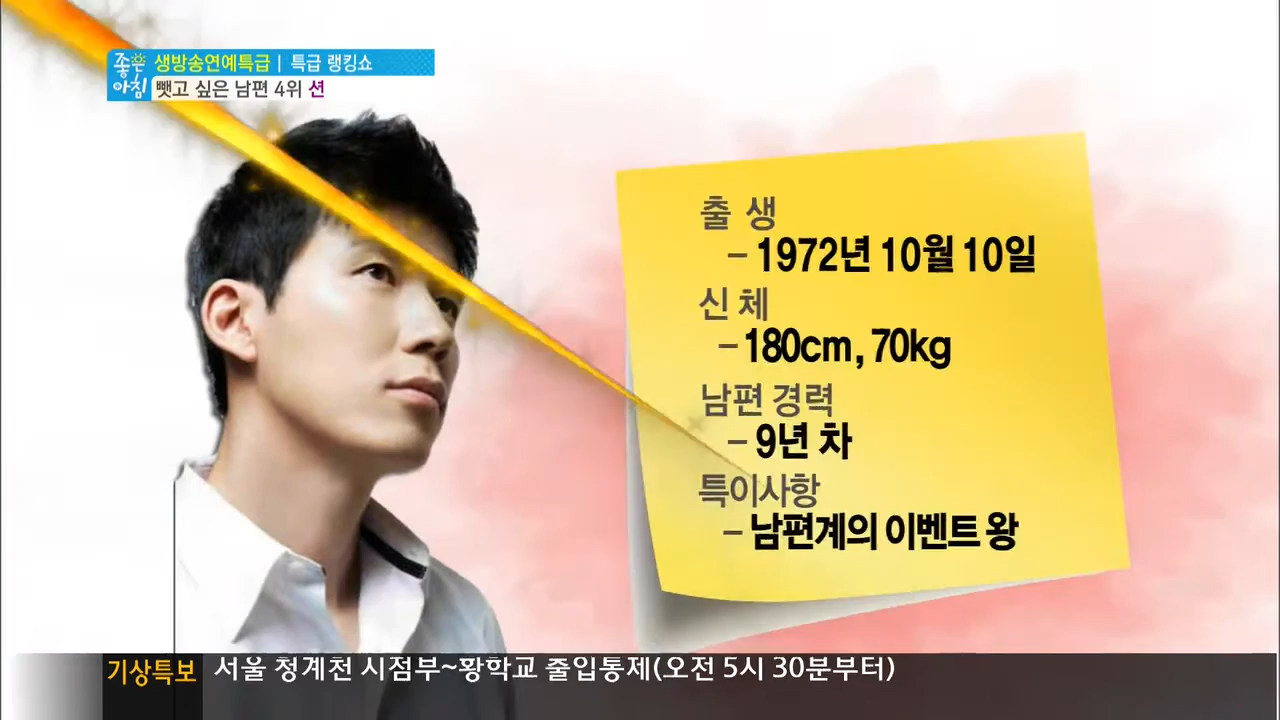 좋은
아침
생방송연예특급 | 특급 랭킹쇼
뺏고 싶은 남편 4위 션
출 생
- 1972년 10월 10일
신 체
- 180cm, 70kg
남편 경력
- 9년 차
특이사항
- 남편계의 이벤트 왕
기상특보 서울 청계천 시점부~황학교 출입통제(오전 5시 30분부터)